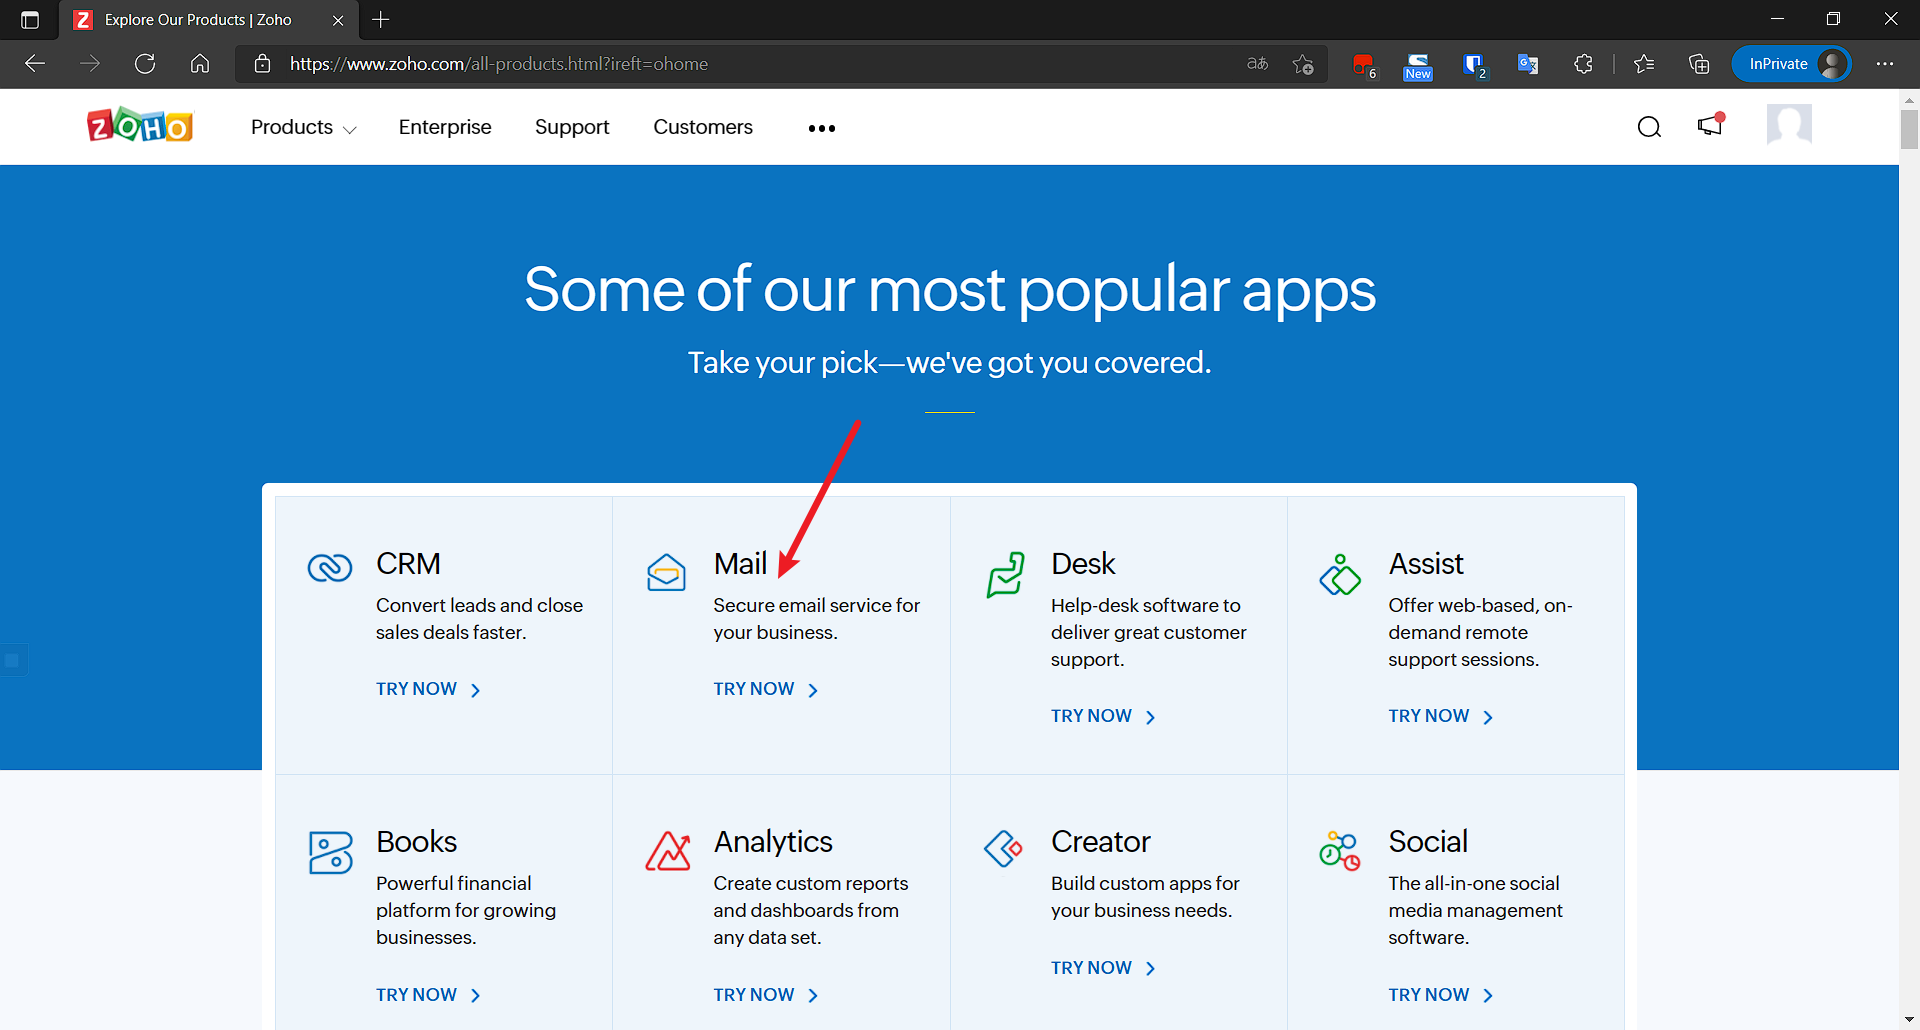 Explore Our Products | Zoho
https://www.zoho.com/all-products.html?ireft=ohome
aあ
6
New
2
InPrivate
ZOHO
Products
Enterprise
Support
Customers
Some of our most popular apps
Take your pick—we've got you covered.
CRM
Convert leads and close
sales deals faster.
TRY NOW
Mail
Secure email service for
your business.
TRY NOW
Desk
Help-desk software to
deliver great customer
support.
TRY NOW
Assist
Offer web-based, on-
demand remote
support sessions.
TRY NOW
Books
Powerful financial
platform for growing
businesses.
TRY NOW
Analytics
Create custom reports
and dashboards from
any data set.
TRY NOW
Creator
Build custom apps for
your business needs.
TRY NOW
Social
The all-in-one social
media management
software.
TRY NOW